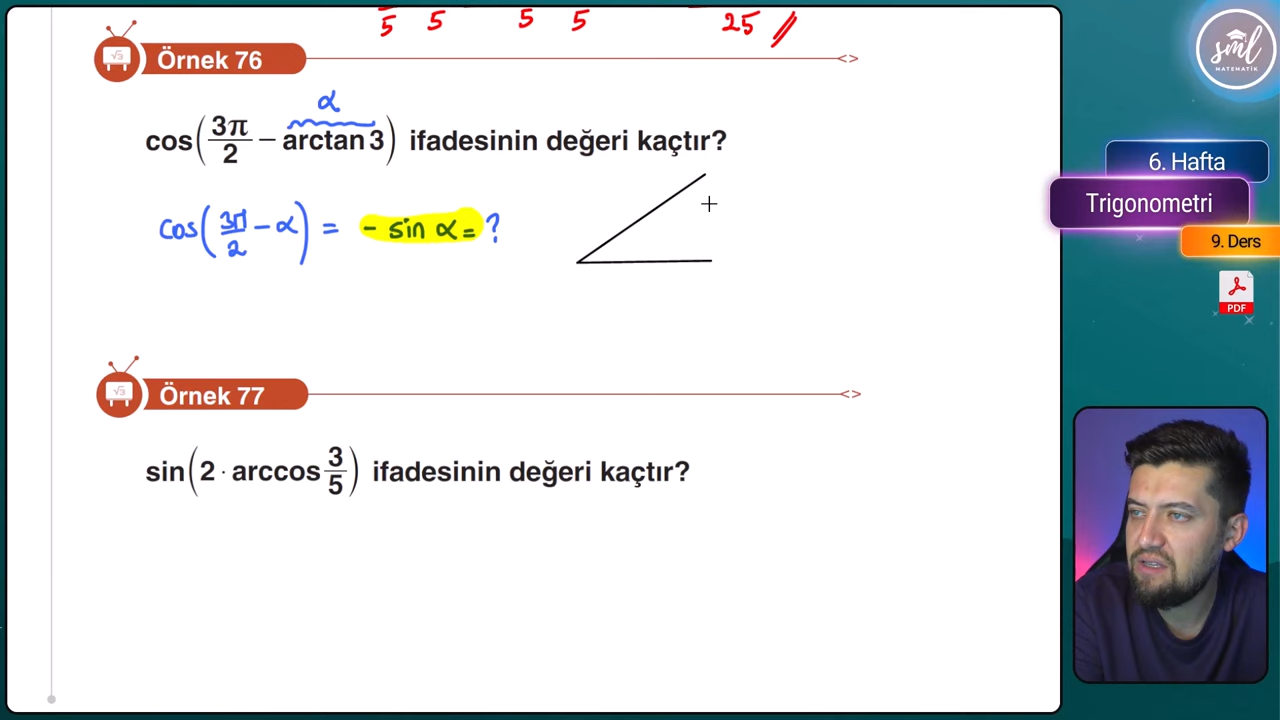 5 5 5 5 25 //
Örnek 76
<>
α
cos(3π/2 − arctan 3) ifadesinin değeri kaçtır?
cos(3π/2 − α) = − sin α = ?
Örnek 77
<>
sin(2 · arccos 3/5) ifadesinin değeri kaçtır?
sml
MATEMATİK
6. Hafta
Trigonometri
9. Ders
PDF